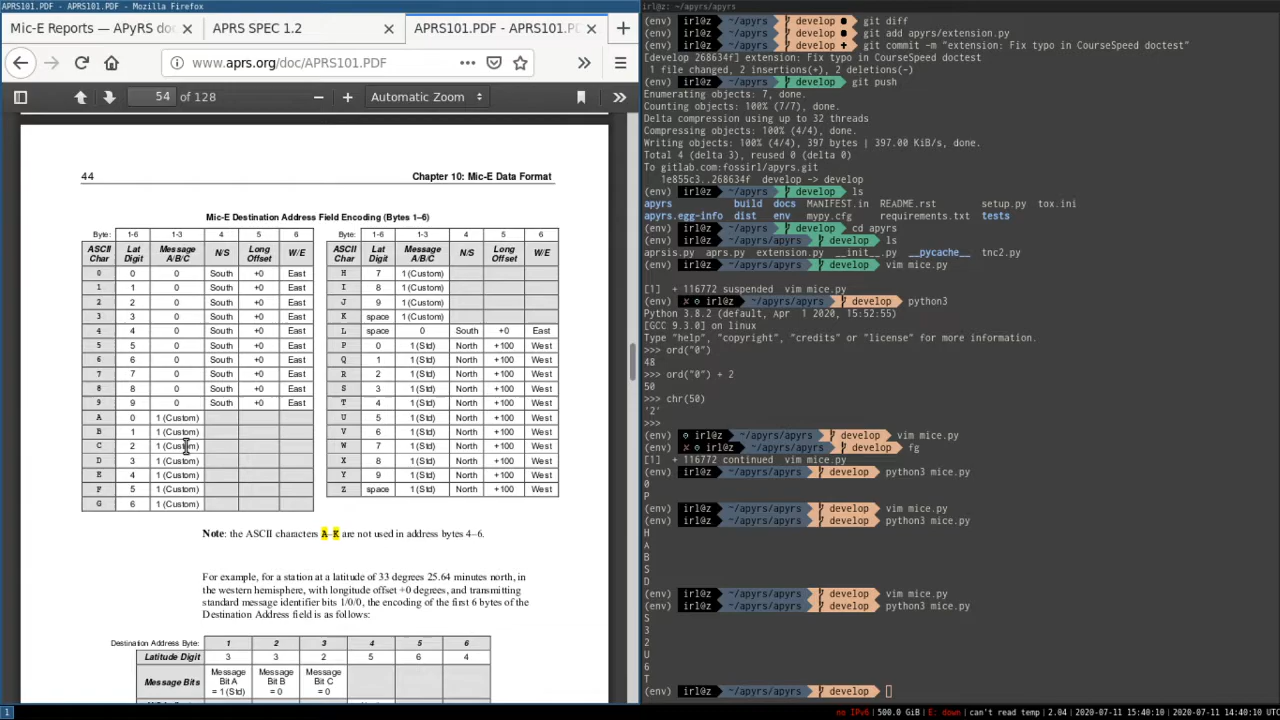 APRS101.PDF - APRS101.PDF - Mozilla Firefox
Mic-E Reports — APyRS doc
APRS SPEC 1.2
APRS101.PDF - APRS101.PDF
www.aprs.org/doc/APRS101.PDF
54 of 128
Automatic Zoom
44 Chapter 10: Mic-E Data Format
Mic-E Destination Address Field Encoding (Bytes 1–6)
Byte: 1-6 1-3 4 5 6
ASCII Char Lat Digit Message A/B/C N/S Long Offset W/E
0 0 0 South +0 East
1 1 0 South +0 East
2 2 0 South +0 East
3 3 0 South +0 East
4 4 0 South +0 East
5 5 0 South +0 East
6 6 0 South +0 East
7 7 0 South +0 East
8 8 0 South +0 East
9 9 0 South +0 East
A 0 1 (Custom)
B 1 1 (Custom)
C 2 1 (Custom)
D 3 1 (Custom)
E 4 1 (Custom)
F 5 1 (Custom)
G 6 1 (Custom)
Byte: 1-6 1-3 4 5 6
ASCII Char Lat Digit Message A/B/C N/S Long Offset W/E
H 7 1 (Custom)
I 8 1 (Custom)
J 9 1 (Custom)
K space 1 (Custom)
L space 0 South +0 East
P 0 1 (Std) North +100 West
Q 1 1 (Std) North +100 West
R 2 1 (Std) North +100 West
S 3 1 (Std) North +100 West
T 4 1 (Std) North +100 West
U 5 1 (Std) North +100 West
V 6 1 (Std) North +100 West
W 7 1 (Std) North +100 West
X 8 1 (Std) North +100 West
Y 9 1 (Std) North +100 West
Z space 1 (Std) North +100 West
Note: the ASCII characters A–K are not used in address bytes 4–6.
For example, for a station at a latitude of 33 degrees 25.64 minutes north, in
the western hemisphere, with longitude offset +0 degrees, and transmitting
standard message identifier bits 1/0/0, the encoding of the first 6 bytes of the
Destination Address field is as follows:
Destination Address Byte: 1 2 3 4 5 6
Latitude Digit 3 3 2 5 6 4
Message Bits Message Bit A = 1 (Std) Message Bit B = 0 Message Bit C = 0
irl@z: ~/apyrs/apyrs
(env) irl@z ~/apyrs develop ● git diff
(env) irl@z ~/apyrs develop ● git add apyrs/extension.py
(env) irl@z ~/apyrs develop + git commit -m "extension: Fix typo in CourseSpeed doctest"
[develop 268634f] extension: Fix typo in CourseSpeed doctest
1 file changed, 2 insertions(+), 2 deletions(-)
(env) irl@z ~/apyrs develop git push
Enumerating objects: 7, done.
Counting objects: 100% (7/7), done.
Delta compression using up to 32 threads
Compressing objects: 100% (4/4), done.
Writing objects: 100% (4/4), 397 bytes | 397.00 KiB/s, done.
Total 4 (delta 3), reused 0 (delta 0)
To gitlab.com:fossirl/apyrs.git
1e855c3..268634f develop -> develop
(env) irl@z ~/apyrs develop ls
apyrs build docs MANIFEST.in README.rst setup.py tox.ini
apyrs.egg-info dist env mypy.cfg requirements.txt tests
(env) irl@z ~/apyrs develop cd apyrs
(env) irl@z ~/apyrs/apyrs develop ls
aprsis.py aprs.py extension.py __init__.py __pycache__ tnc2.py
(env) irl@z ~/apyrs/apyrs develop vim mice.py
[1] + 116772 suspended vim mice.py
(env) ✘ irl@z ~/apyrs/apyrs develop python3
Python 3.8.2 (default, Apr 1 2020, 15:52:55)
[GCC 9.3.0] on linux
Type "help", "copyright", "credits" or "license" for more information.
>>> ord("0")
48
>>> ord("0") + 2
50
>>> chr(50)
'2'
>>>
(env) irl@z ~/apyrs/apyrs develop vim mice.py
(env) ✘ irl@z ~/apyrs/apyrs develop fg
[1] + 116772 continued vim mice.py
(env) irl@z ~/apyrs/apyrs develop python3 mice.py
0
P
(env) irl@z ~/apyrs/apyrs develop vim mice.py
(env) irl@z ~/apyrs/apyrs develop python3 mice.py
H
A
B
S
D
(env) irl@z ~/apyrs/apyrs develop vim mice.py
(env) irl@z ~/apyrs/apyrs develop python3 mice.py
S
3
2
U
6
T
(env) irl@z ~/apyrs/apyrs develop
1
no IPv6 | 500.0 GiB | E: down | can't read temp | 2.04 | 2020-07-11 15:40:10 | 2020-07-11 14:40:10 UTC